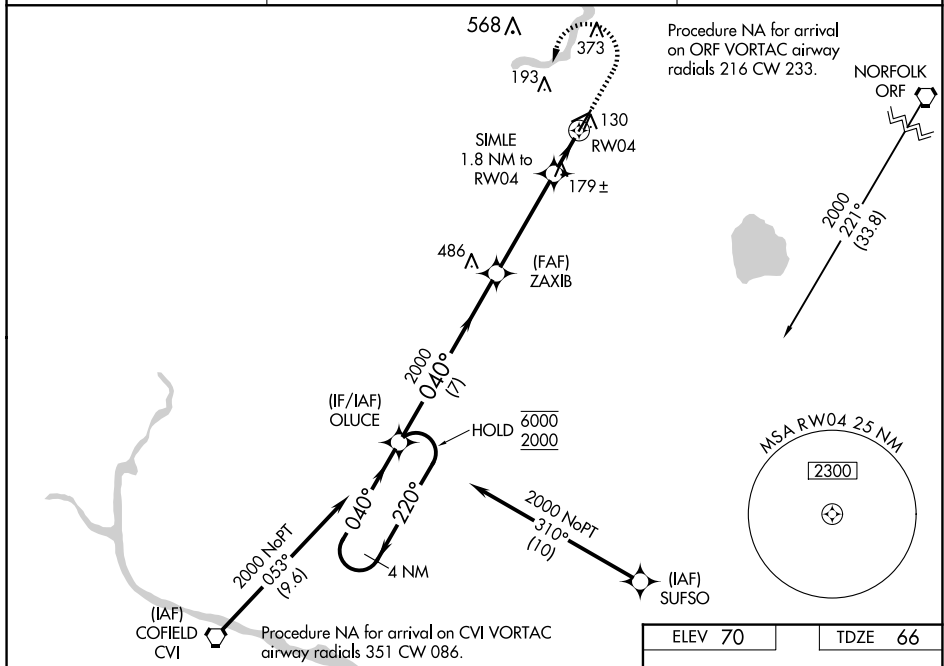 568
373
193
Procedure NA for arrival
on ORF VORTAC airway
radials 216 CW 233.
NORFOLK
ORF
130
RW04
SIMLE
1.8 NM to
RW04
179±
2000
221°
(33.8)
486
(FAF)
ZAXIB
2000
040°
(7)
(IF/IAF)
OLUCE
HOLD
6000
2000
MSA RW04 25 NM
2300
040°
220°
4 NM
2000 NoPT
053°
(9.6)
2000 NoPT
310°
(10)
(IAF)
SUFSO
(IAF)
COFIELD
CVI
Procedure NA for arrival on CVI VORTAC
airway radials 351 CW 086.
ELEV 70
TDZE 66